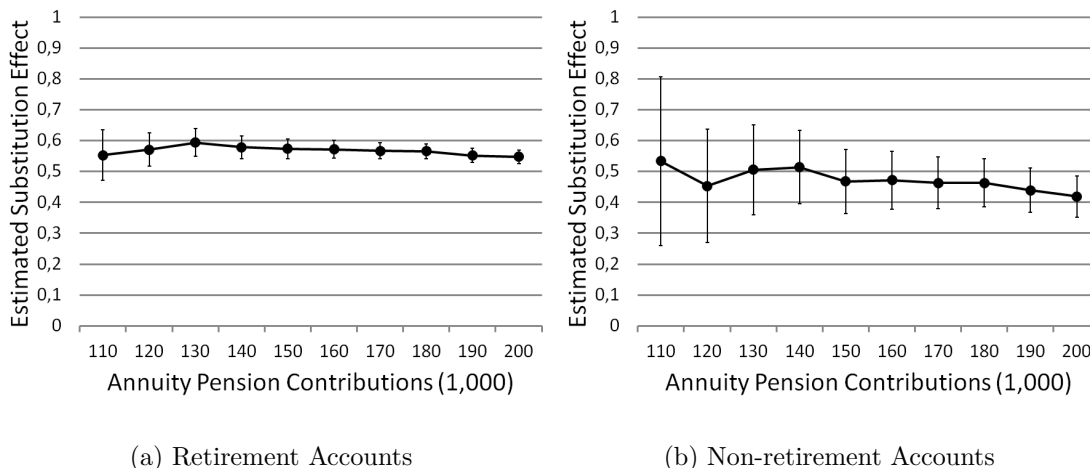 Estimated Substitution Effect
1
0,9
0,8
0,7
0,6
0,5
0,4
0,3
0,2
0,1
0
110 120 130 140 150 160 170 180 190 200
Annuity Pension Contributions (1,000)
(a) Retirement Accounts
Estimated Substitution Effect
1
0,9
0,8
0,7
0,6
0,5
0,4
0,3
0,2
0,1
0
110 120 130 140 150 160 170 180 190 200
Annuity Pension Contributions (1,000)
(b) Non-retirement Accounts